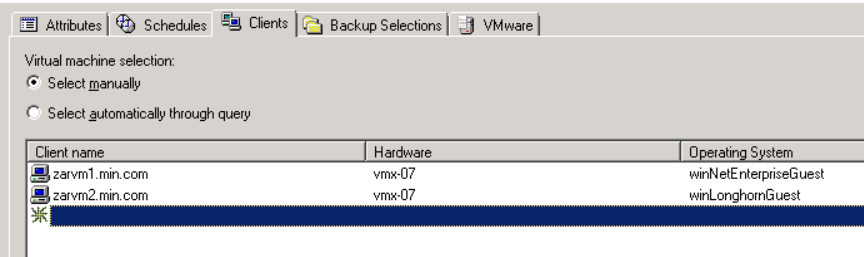 Attributes Schedules Clients Backup Selections VMware
Virtual machine selection:
Select manually
Select automatically through query
Client name Hardware Operating System
zarvm1.min.com vmx-07 winNetEnterpriseGuest
zarvm2.min.com vmx-07 winLonghornGuest